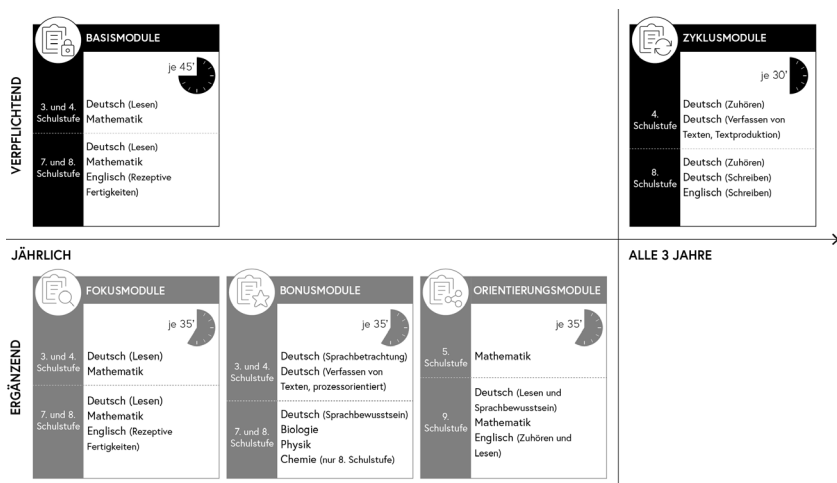 VERPFLICHTEND
BASISMODULE
je 45'
3. und 4.
Schulstufe
Deutsch (Lesen)
Mathematik
7. und 8.
Schulstufe
Deutsch (Lesen)
Mathematik
Englisch (Rezeptive
Fertigkeiten)
ZYKLUSMODULE
je 30'
4.
Schulstufe
Deutsch (Zuhören)
Deutsch (Verfassen von
Texten, Textproduktion)
8.
Schulstufe
Deutsch (Zuhören)
Deutsch (Schreiben)
Englisch (Schreiben)
JÄHRLICH
ALLE 3 JAHRE
ERGÄNZEND
FOKUSMODULE
je 35'
3. und 4.
Schulstufe
Deutsch (Lesen)
Mathematik
7. und 8.
Schulstufe
Deutsch (Lesen)
Mathematik
Englisch (Rezeptive
Fertigkeiten)
BONUSMODULE
je 35'
3. und 4.
Schulstufe
Deutsch (Sprachbetrachtung)
Deutsch (Verfassen von
Texten, prozessorientiert)
7. und 8.
Schulstufe
Deutsch (Sprachbewusstsein)
Biologie
Physik
Chemie (nur 8. Schulstufe)
ORIENTIERUNGSMODULE
je 35'
5.
Schulstufe
Mathematik
9.
Schulstufe
Deutsch (Lesen und
Sprachbewusstsein)
Mathematik
Englisch (Zuhören und
Lesen)